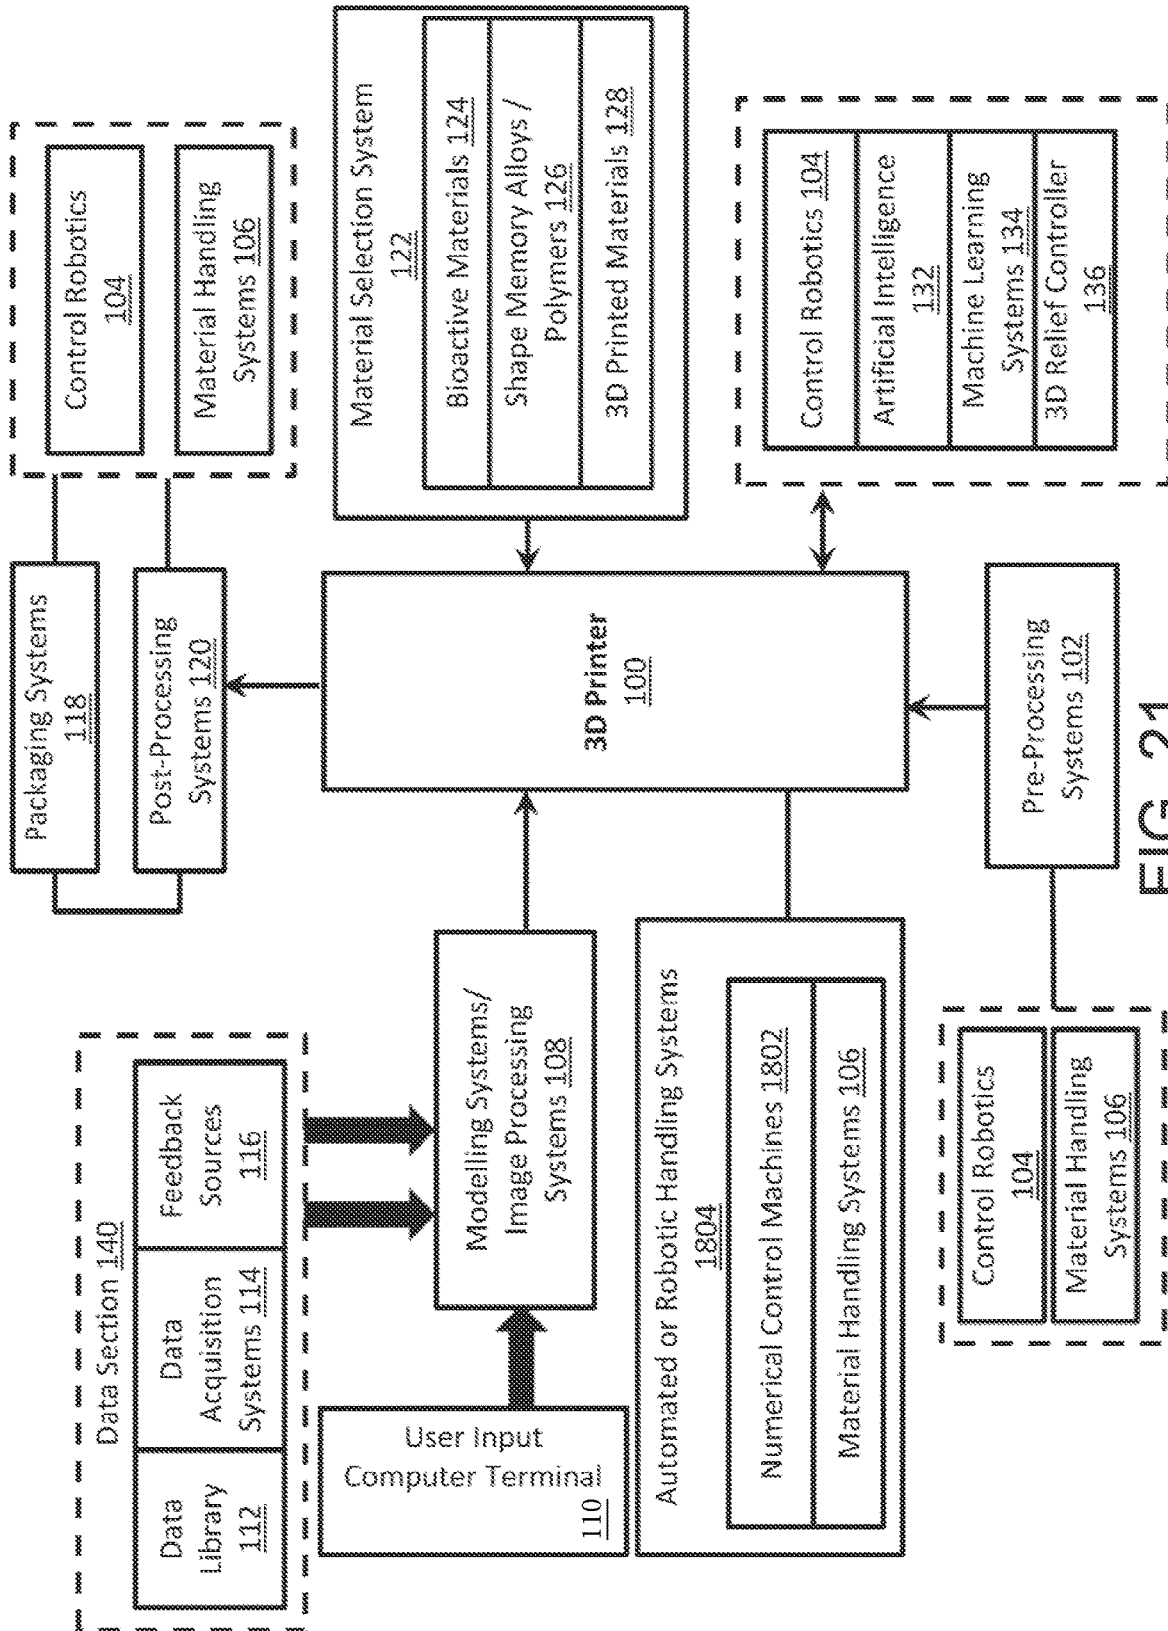 Data Section 140
Data
Library
112
Data
Acquisition
Systems 114
Feedback
Sources
116
Packaging Systems
118
Post-Processing
Systems 120
Control Robotics
104
Material Handling
Systems 106
User Input
Computer Terminal
110
Modelling Systems/
Image Processing
Systems 108
3D Printer
100
Material Selection System
122
Bioactive Materials 124
Shape Memory Alloys /
Polymers 126
3D Printed Materials 128
Automated or Robotic Handling Systems
1804
Numerical Control Machines 1802
Material Handling Systems 106
Control Robotics 104
Artificial Intelligence
132
Machine Learning
Systems 134
3D Relief Controller
136
Control Robotics
104
Material Handling
Systems 106
Pre-Processing
Systems 102
FIG. 21